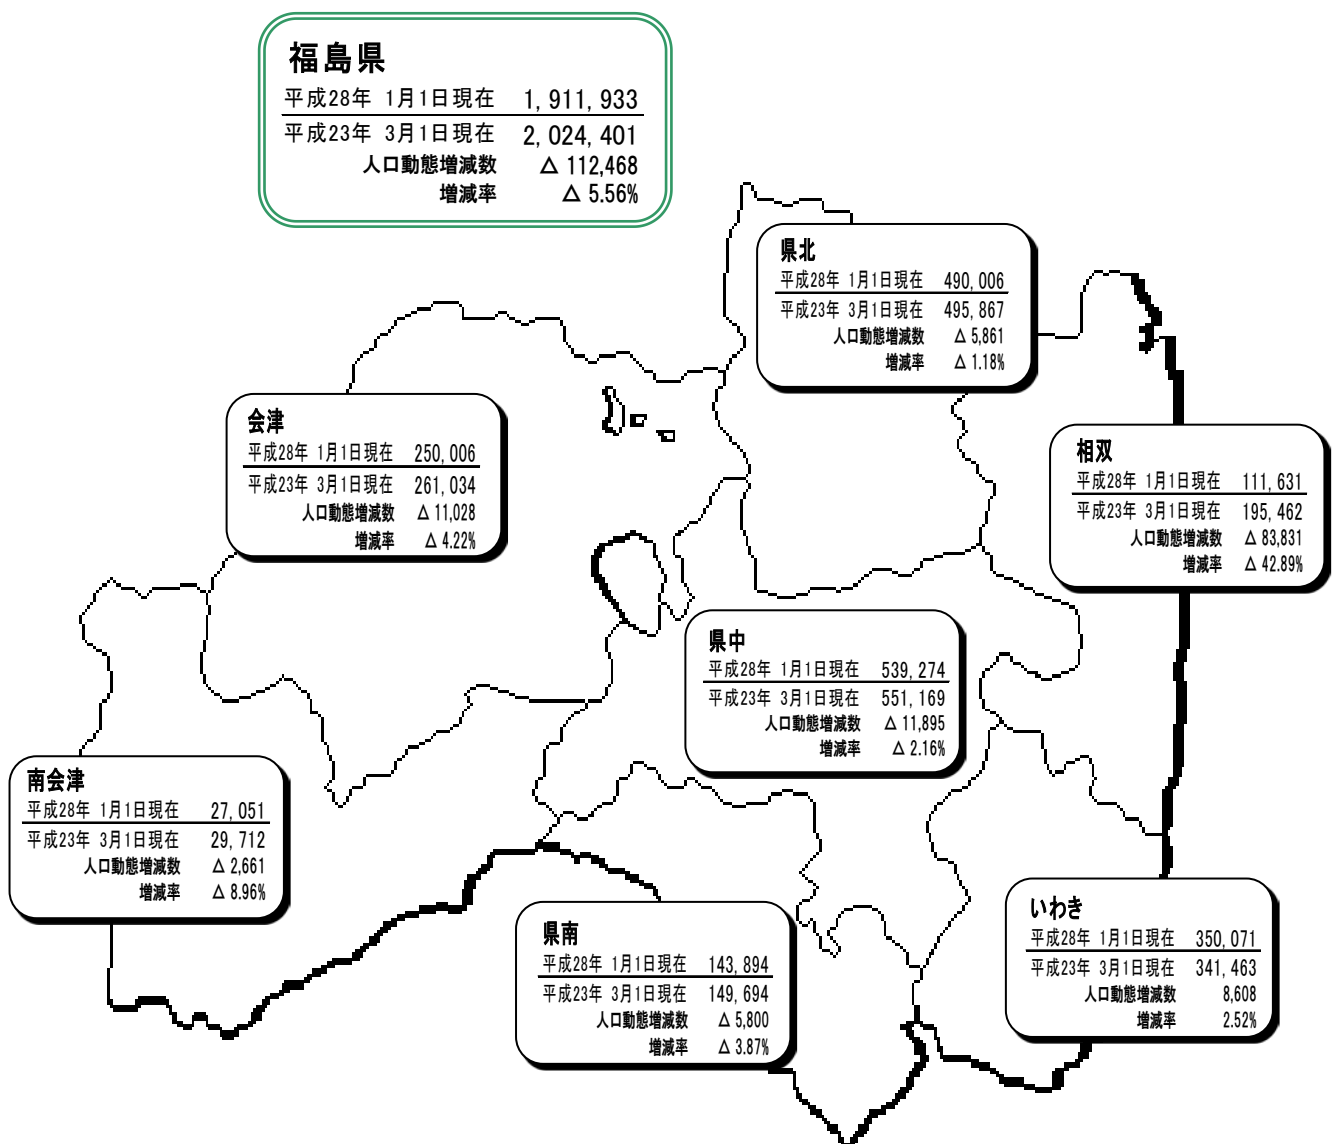 福島県
平成28年 1月1日現在 1,911,933
平成23年 3月1日現在 2,024,401
人口動態増減数 △ 112,468
増減率 △ 5.56%
県北
平成28年 1月1日現在 490,006
平成23年 3月1日現在 495,867
人口動態増減数 △ 5,861
増減率 △ 1.18%
会津
平成28年 1月1日現在 250,006
平成23年 3月1日現在 261,034
人口動態増減数 △ 11,028
増減率 △ 4.22%
相双
平成28年 1月1日現在 111,631
平成23年 3月1日現在 195,462
人口動態増減数 △ 83,831
増減率 △ 42.89%
県中
平成28年 1月1日現在 539,274
平成23年 3月1日現在 551,169
人口動態増減数 △ 11,895
増減率 △ 2.16%
南会津
平成28年 1月1日現在 27,051
平成23年 3月1日現在 29,712
人口動態増減数 △ 2,661
増減率 △ 8.96%
県南
平成28年 1月1日現在 143,894
平成23年 3月1日現在 149,694
人口動態増減数 △ 5,800
増減率 △ 3.87%
いわき
平成28年 1月1日現在 350,071
平成23年 3月1日現在 341,463
人口動態増減数 8,608
増減率 2.52%